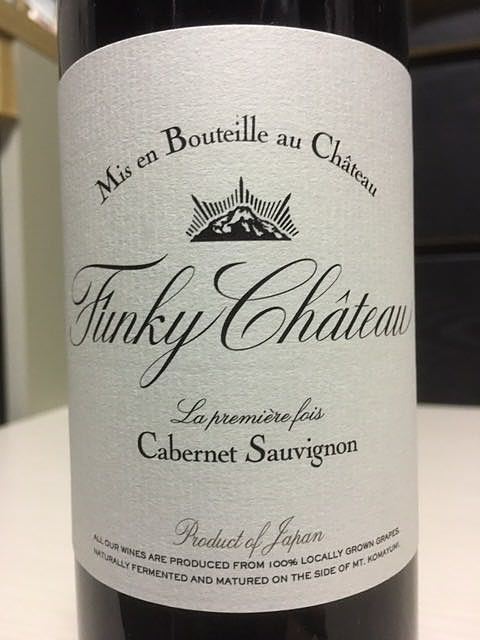 Mis en Bouteille au Château
Funky Château
La première fois
Cabernet Sauvignon
Product of Japan
ALL OUR WINES ARE PRODUCED FROM 100% LOCALLY GROWN GRAPES.
NATURALLY FERMENTED AND MATURED ON THE SIDE OF MT. KOMAYUMI.